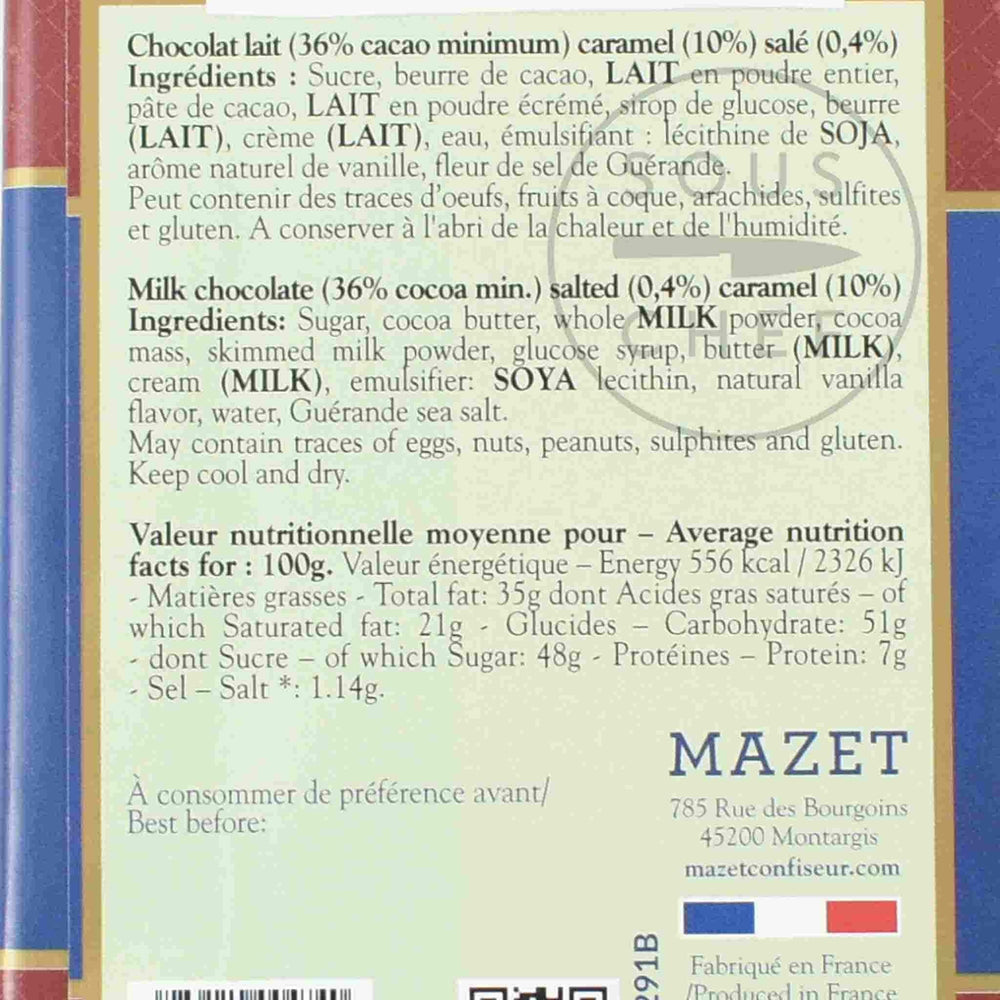 Chocolat lait (36% cacao minimum) caramel (10%) salé (0,4%)
Ingrédients : Sucre, beurre de cacao, LAIT en poudre entier,
pâte de cacao, LAIT en poudre écrémé, sirop de glucose, beurre
(LAIT), crème (LAIT), eau, émulsifiant : lécithine de SOJA,
arôme naturel de vanille, fleur de sel de Guérande.
Peut contenir des traces d'oeufs, fruits à coque, arachides, sulfites
et gluten. A conserver à l'abri de la chaleur et de l'humidité.
SOUS
CHEF
Milk chocolate (36% cocoa min.) salted (0,4%) caramel (10%)
Ingredients: Sugar, cocoa butter, whole MILK powder, cocoa
mass, skimmed milk powder, glucose syrup, butter (MILK),
cream (MILK), emulsifier: SOYA lecithin, natural vanilla
flavor, water, Guérande sea salt.
May contain traces of eggs, nuts, peanuts, sulphites and gluten.
Keep cool and dry.
Valeur nutritionnelle moyenne pour – Average nutrition
facts for : 100g. Valeur énergétique – Energy 556 kcal / 2326 kJ
- Matières grasses - Total fat: 35g dont Acides gras saturés – of
which Saturated fat: 21g - Glucides – Carbohydrate: 51g
- dont Sucre – of which Sugar: 48g - Protéines – Protein: 7g
- Sel – Salt *: 1.14g.
À consommer de préférence avant/
Best before:
MAZET
785 Rue des Bourgoins
45200 Montargis
mazetconfiseur.com
291B
Fabriqué en France
/Produced in France